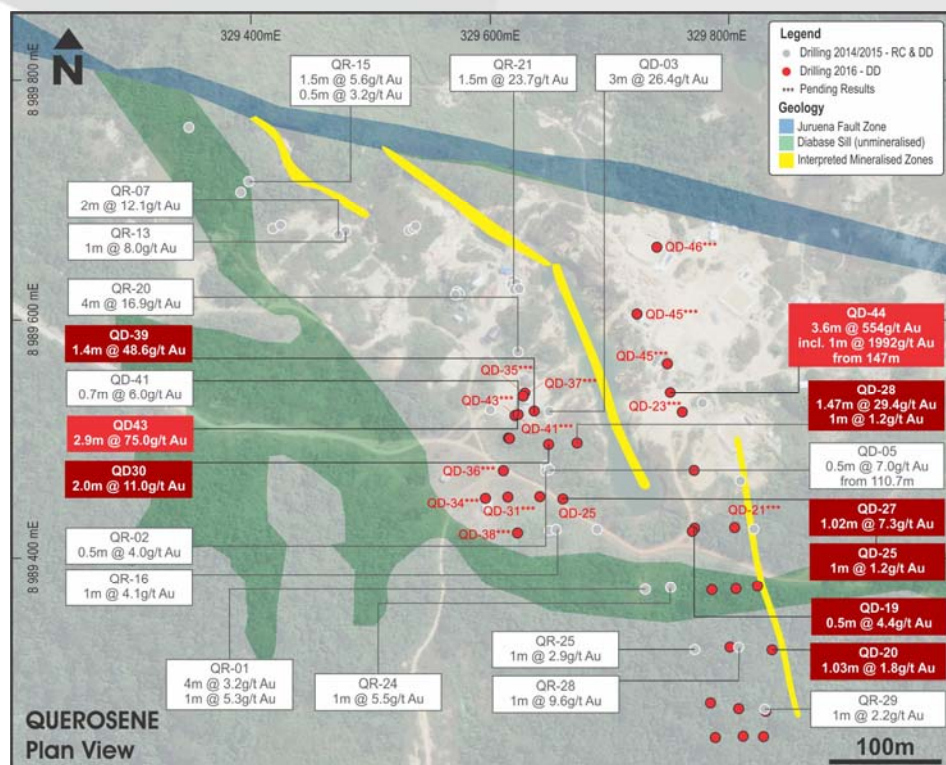 329 400mE
329 600mE
329 800mE
8 989 800 mE
8 989 600 mE
8 989 400 mE
N
Legend
Drilling 2014/2015 - RC & DD
Drilling 2016 - DD
*** Pending Results
Geology
Juruena Fault Zone
Diabase Sill (unmineralised)
Interpreted Mineralised Zones
QR-15
1.5m @ 5.6g/t Au
0.5m @ 3.2g/t Au
QR-21
1.5m @ 23.7g/t Au
QD-03
3m @ 26.4g/t Au
QR-07
2m @ 12.1g/t Au
QR-13
1m @ 8.0g/t Au
QR-20
4m @ 16.9g/t Au
QD-39
1.4m @ 48.6g/t Au
QD-41
0.7m @ 6.0g/t Au
QD43
2.9m @ 75.0g/t Au
QD30
2.0m @ 11.0g/t Au
QR-02
0.5m @ 4.0g/t Au
QR-16
1m @ 4.1g/t Au
QR-01
4m @ 3.2g/t Au
1m @ 5.3g/t Au
QR-24
1m @ 5.5g/t Au
QD-46***
QD-45***
QD-45***
QD-35***
QD-37***
QD-43***
QD-23***
QD-41***
QD-36***
QD-34***
QD-31***
QD-25
QD-21***
QD-38***
QD-44
3.6m @ 554g/t Au
incl. 1m @ 1992g/t Au
from 147m
QD-28
1.47m @ 29.4g/t Au
1m @ 1.2g/t Au
QD-05
0.5m @ 7.0g/t Au
from 110.7m
QD-27
1.02m @ 7.3g/t Au
QD-25
1m @ 1.2g/t Au
QD-19
0.5m @ 4.4g/t Au
QD-20
1.03m @ 1.8g/t Au
QR-25
1m @ 2.9g/t Au
QR-28
1m @ 9.6g/t Au
QR-29
1m @ 2.2g/t Au
QUEROSENE
Plan View
100m